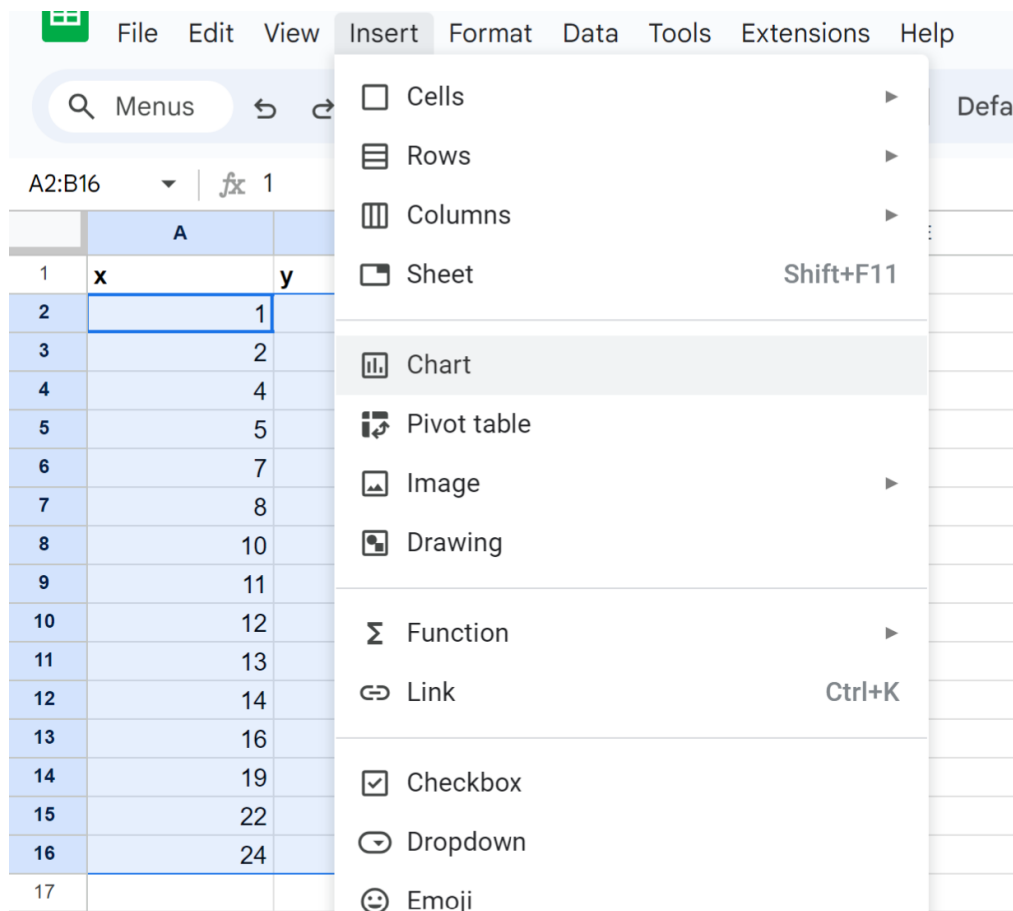 File Edit View Insert Format Data Tools Extensions Help
Menus Defa
A2:B16 fx 1
A
1 x y
2 1
3 2
4 4
5 5
6 7
7 8
8 10
9 11
10 12
11 13
12 14
13 16
14 19
15 22
16 24
17
Cells
Rows
Columns
Sheet Shift+F11
Chart
Pivot table
Image
Drawing
Function
Link Ctrl+K
Checkbox
Dropdown
Emoji